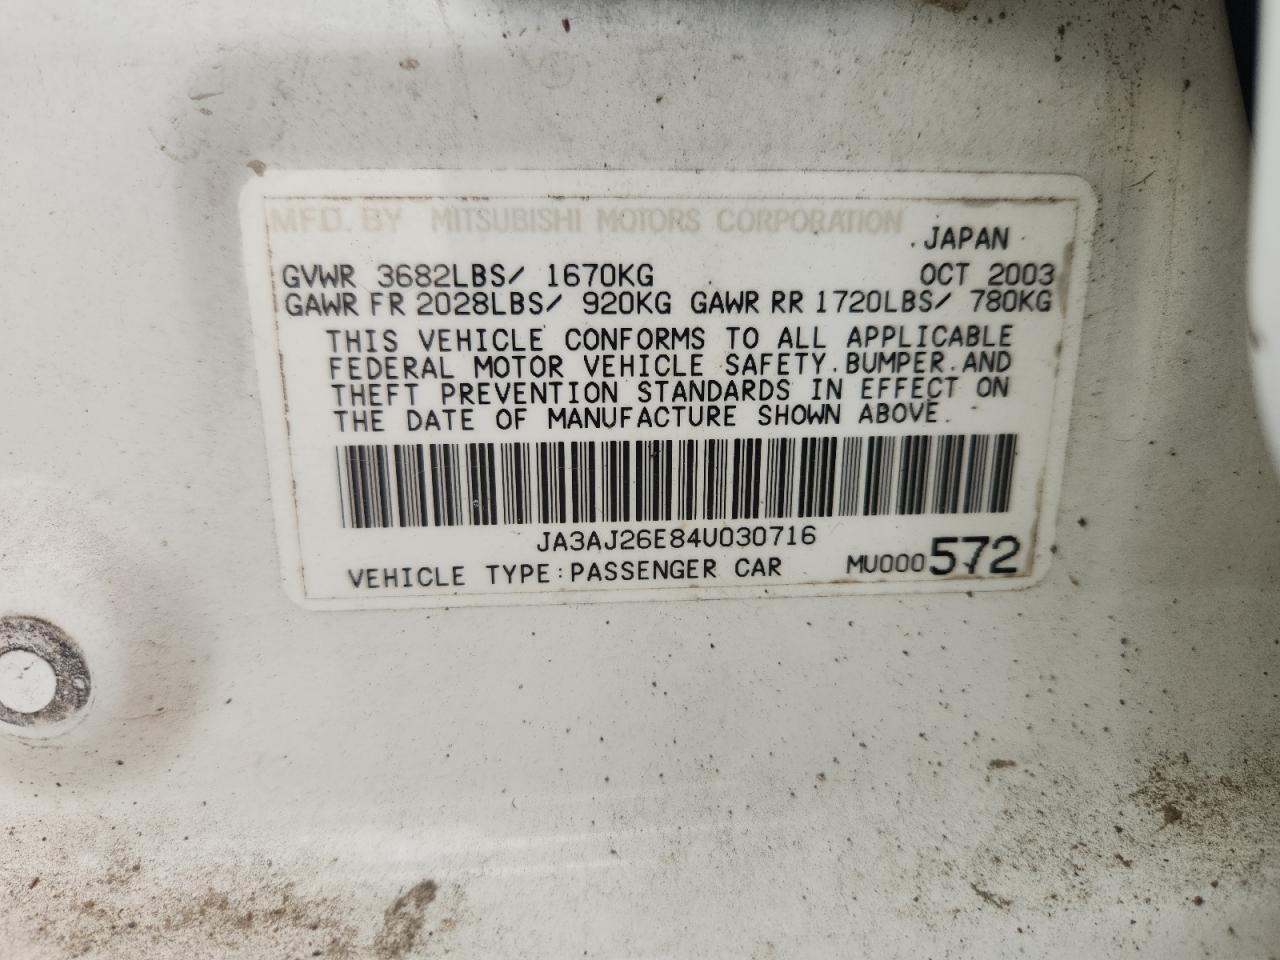 MFD. BY MITSUBISHI MOTORS CORPORATION
JAPAN
GVWR 3682LBS/ 1670KG OCT 2003
GAWR FR 2028LBS/ 920KG GAWR RR 1720LBS/ 780KG
THIS VEHICLE CONFORMS TO ALL APPLICABLE
FEDERAL MOTOR VEHICLE SAFETY, BUMPER, AND
THEFT PREVENTION STANDARDS IN EFFECT ON
THE DATE OF MANUFACTURE SHOWN ABOVE.
JA3AJ26E84U030716
VEHICLE TYPE:PASSENGER CAR MU000572